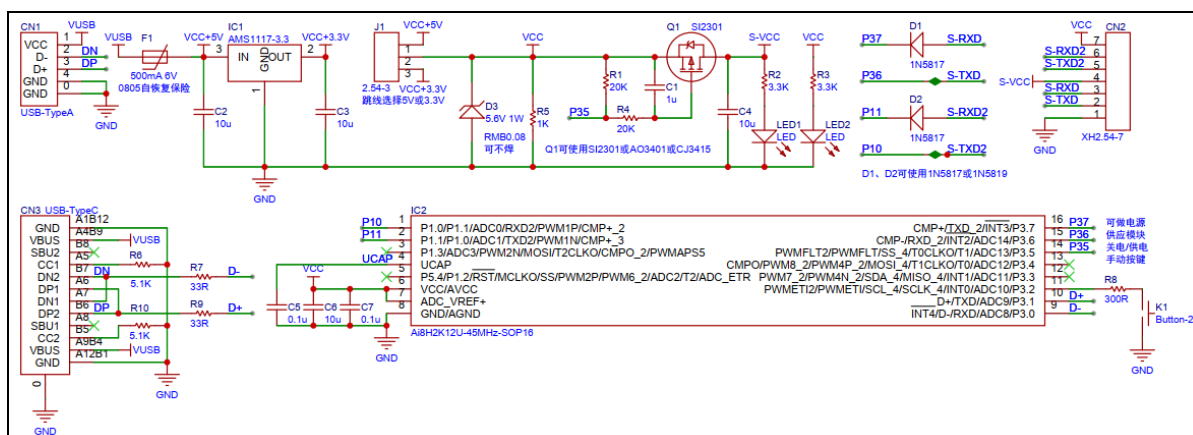 CN1
VUSB
VCC
D-
D+
GND
GND
1
2
3
4
0
DN
DP
USB-TypeA
GND
VUSB
F1
500mA 6V
0805自恢复保险
VCC+5V
IC1
AMS1117-3.3
3
IN
GND
OUT
2
1
VCC+3.3V
C2
10u
C3
10u
GND
J1
VCC+5V
1
2
3
VCC+3.3V
2.54-3
跳线选择5V或3.3V
D3
5.6V 1W
RMB0.08
可不焊
VCC
R5
1K
R1
20K
R4
20K
P35
C1
1u
Q1
SI2301
Q1可使用SI2301或AO3401或CJ3415
S-VCC
C4
10u
R2
3.3K
LED1
LED
VCC
R3
3.3K
LED2
LED
D1
P37
S-RXD
1N5817
P36
S-TXD
D2
P11
S-RXD2
1N5817
P10
S-TXD2
D1、D2可使用1N5817或1N5819
CN2
VCC
7
S-RXD2
6
S-TXD2
5
S-VCC
4
S-RXD
3
S-TXD
2
1
GND
XH2.54-7
CN3 USB-TypeC
GND
VBUS
SBU2
CC1
DN2
DP1
DN1
DP2
SBU1
CC2
VBUS
GND
A1B12
A4B9
B8
A5
B7
A6
A7
B6
A8
B5
A9B4
A12B1
0
GND
VUSB
R6
5.1K
DN
DP
R7
33R
D-
R9
33R
D+
R10
5.1K
VUSB
GND
IC2
P10
1
P1.0/P1.1/ADC0/RXD2/PWM1P/CMP+_2
P11
2
P1.1/P1.0/ADC1/TXD2/PWM1N/CMP+_3
3
P1.3/ADC3/PWM2N/MOSI/T2CLKO/CMPO_2/PWMAPS5
UCAP
4
UCAP
5
P5.4/P1.2/RST/MCLKO/SS/PWM2P/PWM6_2/ADC2/T2/ADC_ETR
6
VCC/AVCC
7
ADC_VREF+
8
GND/AGND
VCC
C5
0.1u
C6
10u
C7
0.1u
GND
Ai8H2K12U-45MHz-SOP16
CMP+/TXD_2/INT3/P3.7
16
P37
CMP-/RXD_2/INT2/ADC14/P3.6
15
P36
PWMFLT2/PWMFLT/SS_4/T0CLKO/T1/ADC13/P3.5
14
P35
CMPO/PWM8_2/PWM4P_2/MOSI_4/T1CLKO/T0/ADC12/P3.4
13
PWM7_2/PWM4N_2/SDA_4/MISO_4/INT1/ADC11/P3.3
12
PWMETI2/PWMETI/SCL_4/SCLK_4/INT0/ADC10/P3.2
11
D+/TXD/ADC9/P3.1
10
D+
INT4/D-/RXD/ADC8/P3.0
9
D-
可做电源
供应模块
关电/供电
手动按键
R8
300R
K1
Button-2
GND